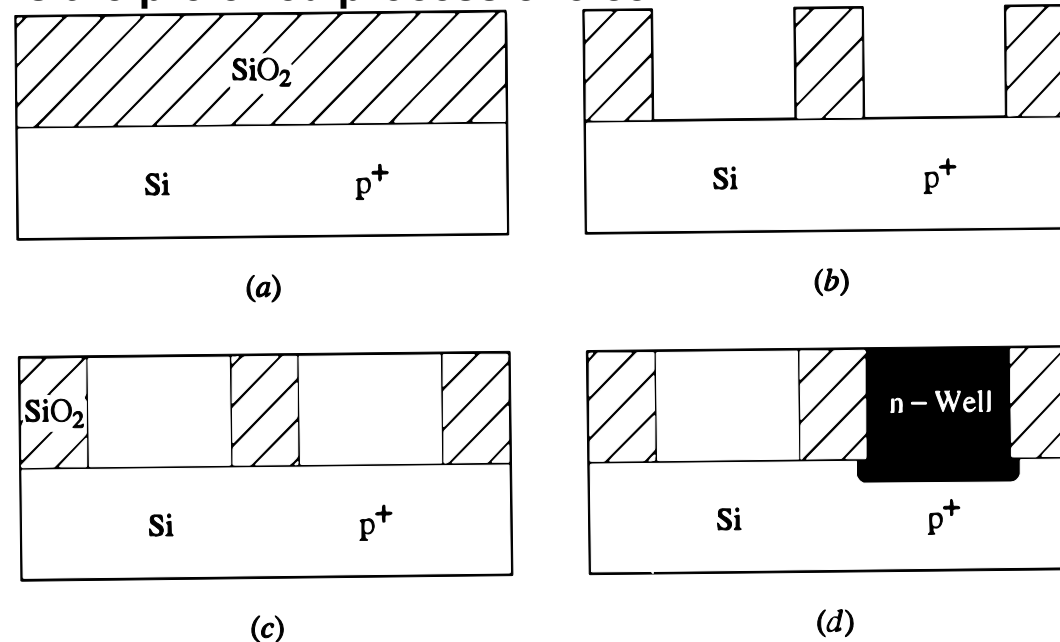 SiO₂
Si p⁺
Si p⁺
(a)
(b)
SiO₂
n – Well
Si p⁺
Si p⁺
(c)
(d)